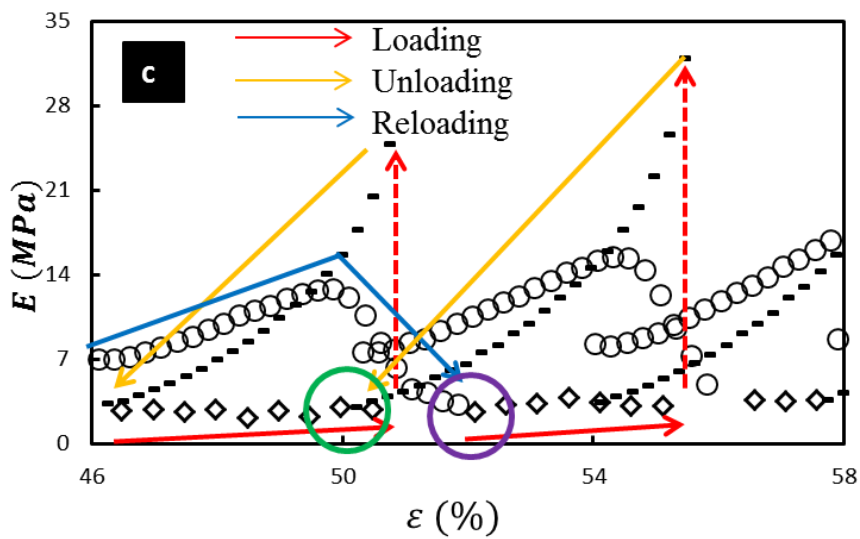 35
c
Loading
Unloading
Reloading
28
21
14
7
0
E (MPa)
46
50
54
58
ε (%)